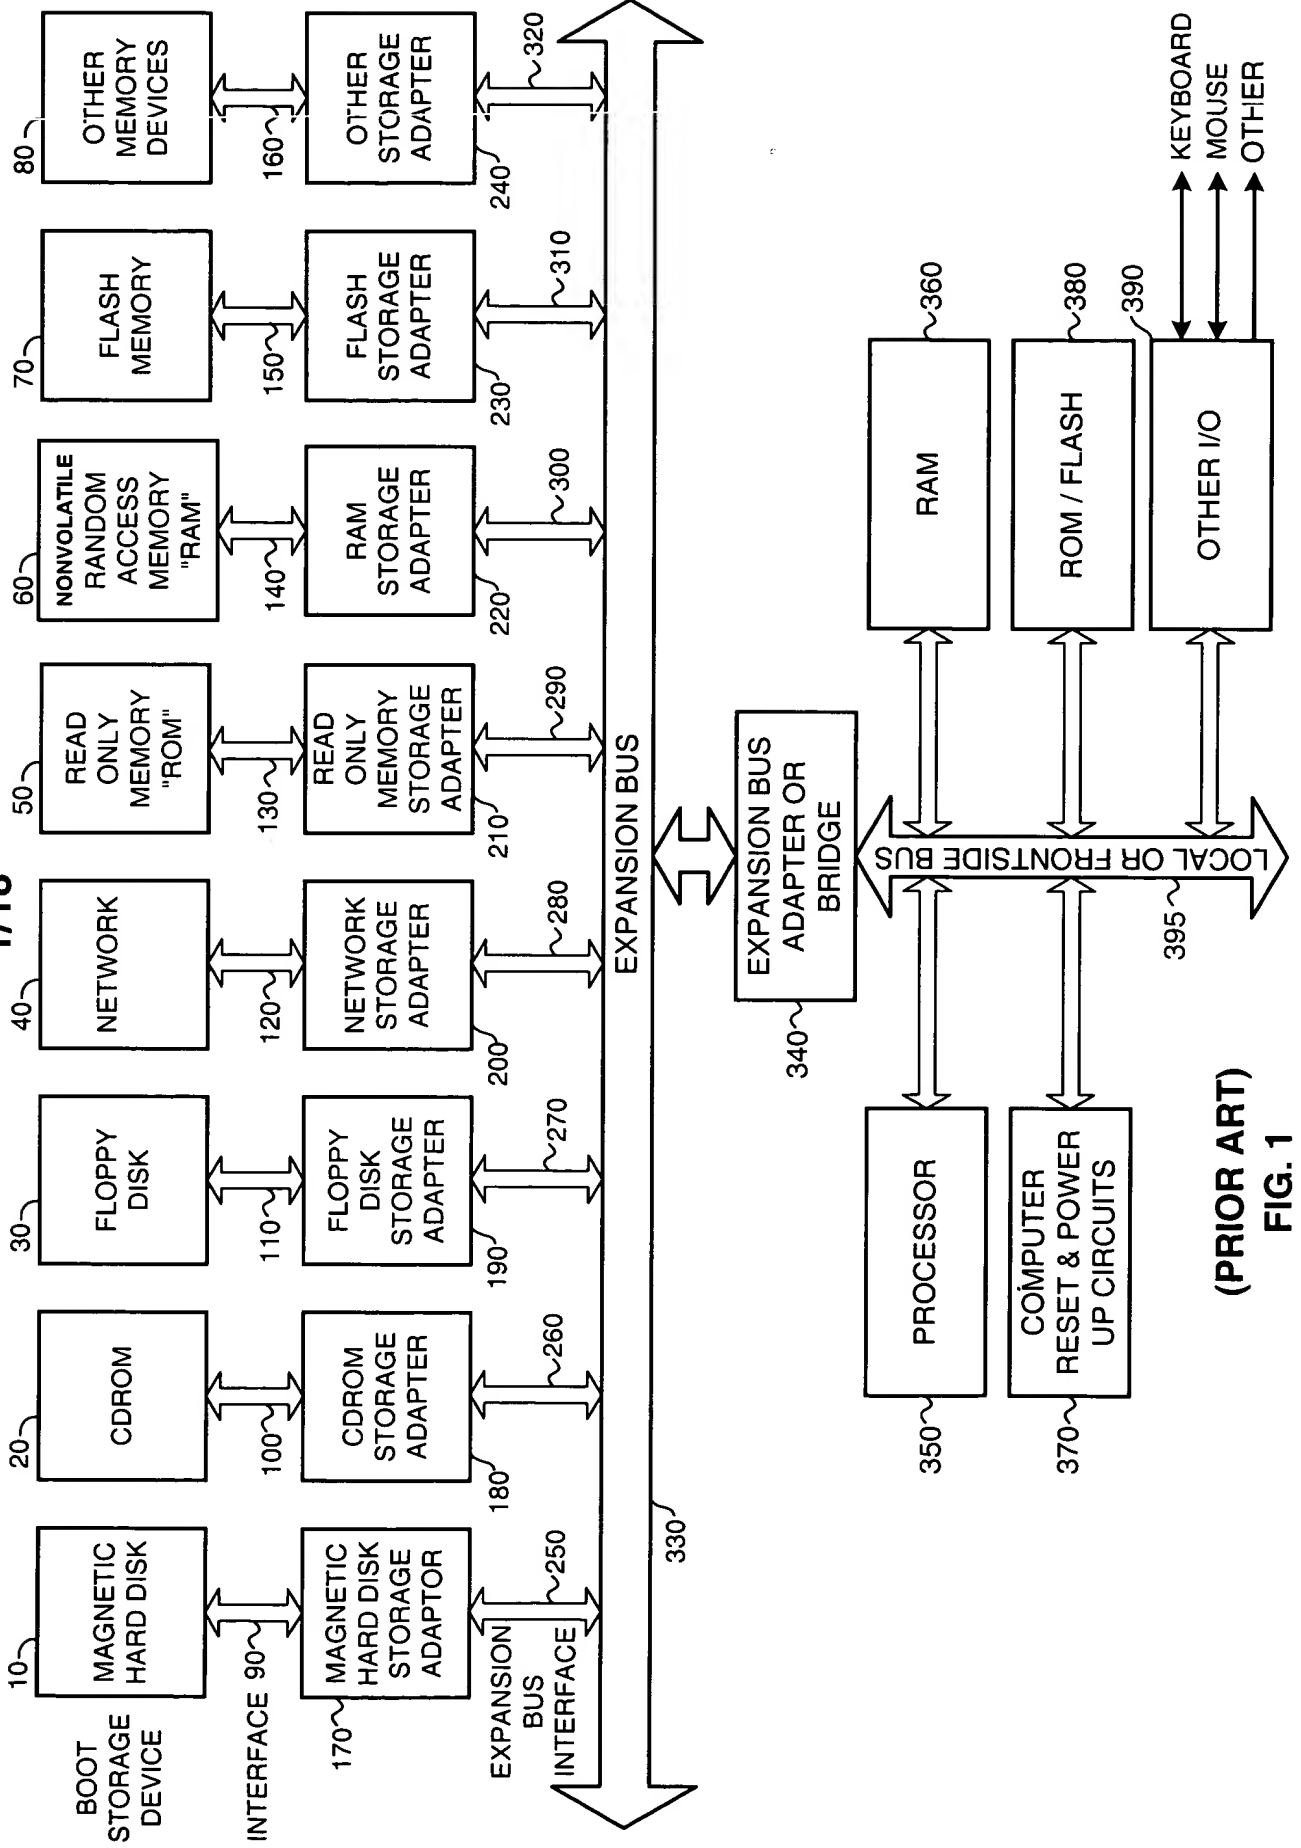 BOOT
STORAGE
DEVICE
10
MAGNETIC
HARD DISK
20
CDROM
30
FLOPPY
DISK
40
NETWORK
50
READ
ONLY
MEMORY
"ROM"
60
NONVOLATILE
RANDOM
ACCESS
MEMORY
"RAM"
70
FLASH
MEMORY
80
OTHER
MEMORY
DEVICES
INTERFACE 90
100
110
120
130
140
150
160
170
MAGNETIC
HARD DISK
STORAGE
ADAPTOR
180
CDROM
STORAGE
ADAPTER
190
FLOPPY
DISK
STORAGE
ADAPTER
200
NETWORK
STORAGE
ADAPTER
210
READ
ONLY
MEMORY
STORAGE
ADAPTER
220
RAM
STORAGE
ADAPTER
230
FLASH
STORAGE
ADAPTER
240
OTHER
STORAGE
ADAPTER
EXPANSION
BUS
INTERFACE
250
260
270
280
290
300
310
320
EXPANSION BUS
330
340
EXPANSION BUS
ADAPTER OR
BRIDGE
350
PROCESSOR
RAM
360
370
COMPUTER
RESET & POWER
UP CIRCUITS
ROM / FLASH
380
LOCAL OR FRONTSIDE BUS
395
OTHER I/O
390
KEYBOARD
MOUSE
OTHER
(PRIOR ART)
FIG. 1